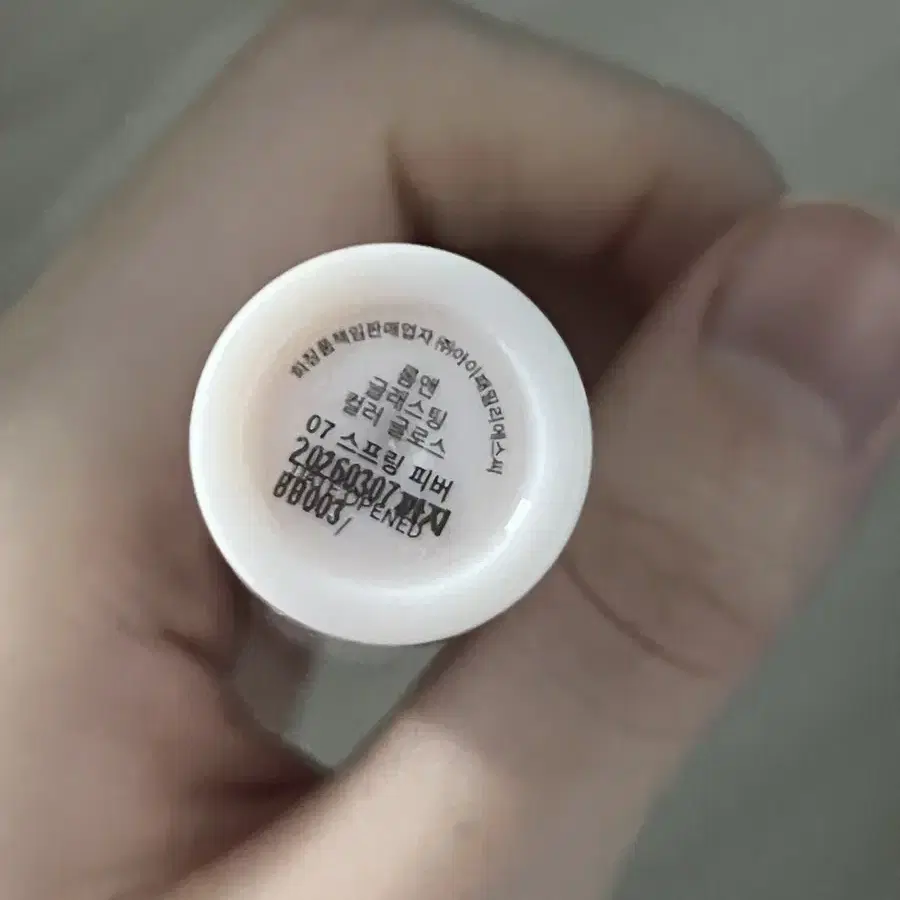 화장품책임판매업자 ㈜아이패밀리에스씨
롬앤
글래스팅
컬러 글로스
07 스프링 피버
20260307까지
OPENED